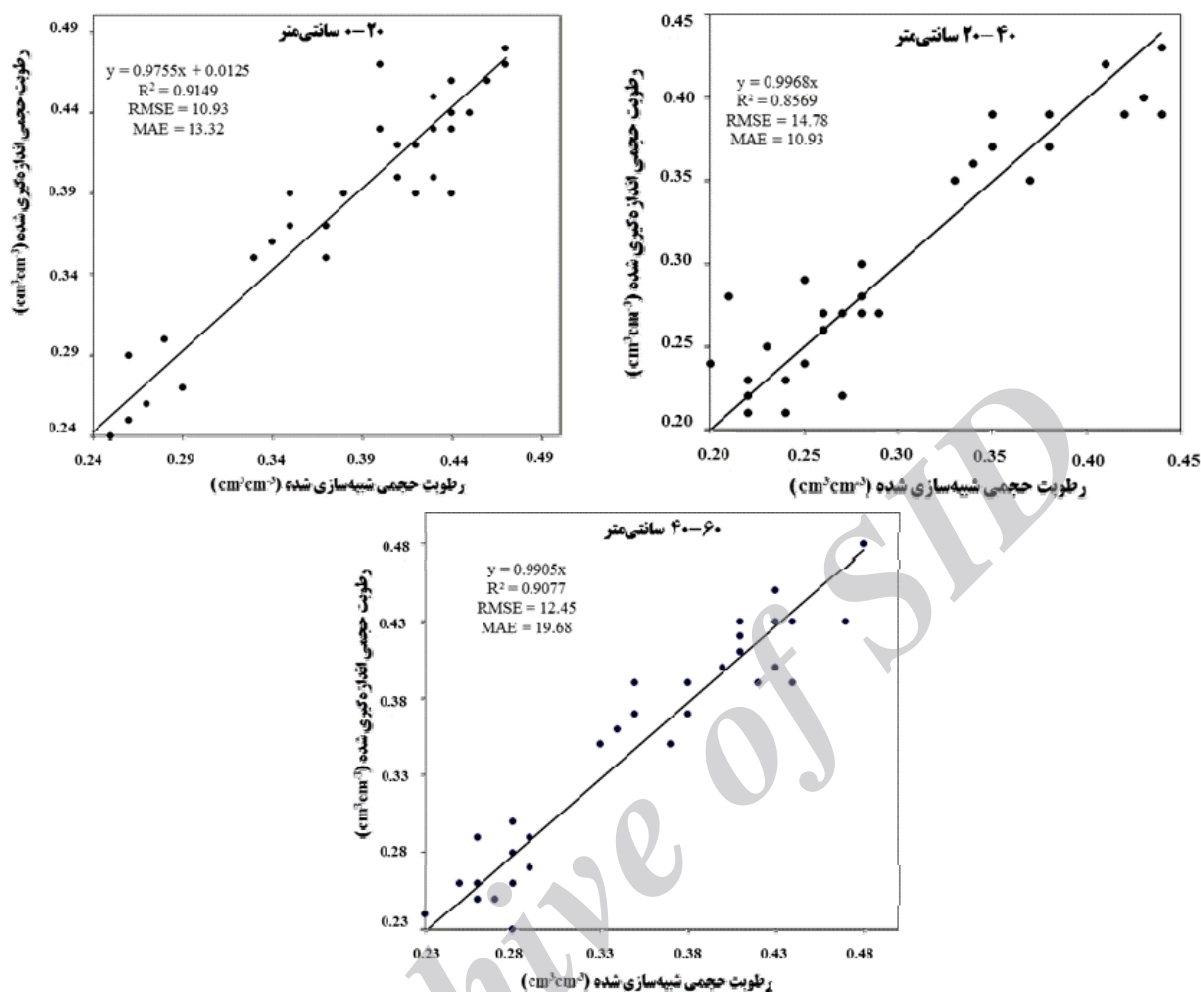 ۰-۲۰ سانتی‌متر
y = 0.9755x + 0.0125
R² = 0.9149
RMSE = 10.93
MAE = 13.32
رطوبت حجمی اندازه‌گیری شده (cm³cm⁻³)
0.49
0.44
0.39
0.34
0.29
0.24
0.24 0.29 0.34 0.39 0.44 0.49
رطوبت حجمی شبیه‌سازی شده (cm³cm⁻³)
۲۰-۴۰ سانتی‌متر
y = 0.9968x
R² = 0.8569
RMSE = 14.78
MAE = 10.93
رطوبت حجمی اندازه‌گیری شده (cm³cm⁻³)
0.45
0.40
0.35
0.30
0.25
0.20
0.20 0.25 0.30 0.35 0.40 0.45
رطوبت حجمی شبیه‌سازی شده (cm³cm⁻³)
۴۰-۶۰ سانتی‌متر
y = 0.9905x
R² = 0.9077
RMSE = 12.45
MAE = 19.68
رطوبت حجمی اندازه‌گیری شده (cm³cm⁻³)
0.48
0.43
0.38
0.33
0.28
0.23
0.23 0.28 0.33 0.38 0.43 0.48
رطوبت حجمی شبیه‌سازی شده (cm³cm⁻³)
hive of SID